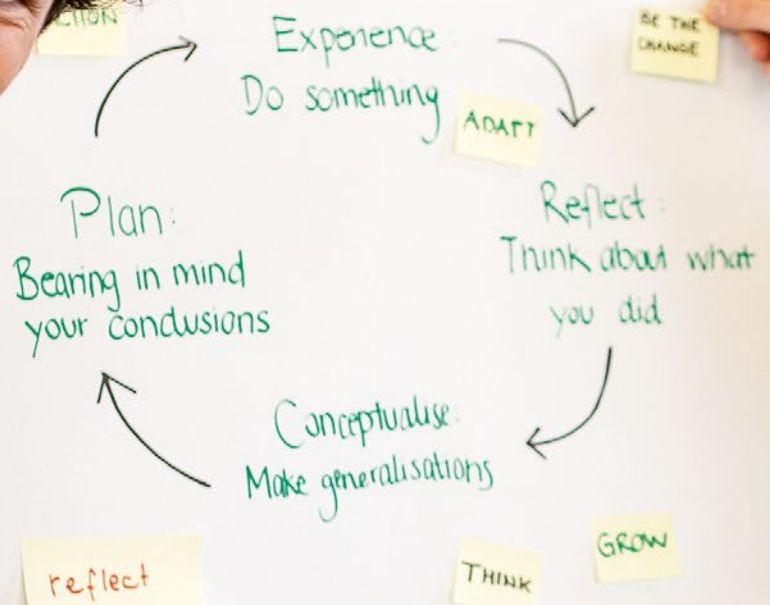 Experience:
Do something
BE THE
CHANGE
ADAPT
Reflect:
Think about what
you did
Conceptualise:
Make generalisations
Plan:
Bearing in mind
your conclusions
reflect
THINK
GROW